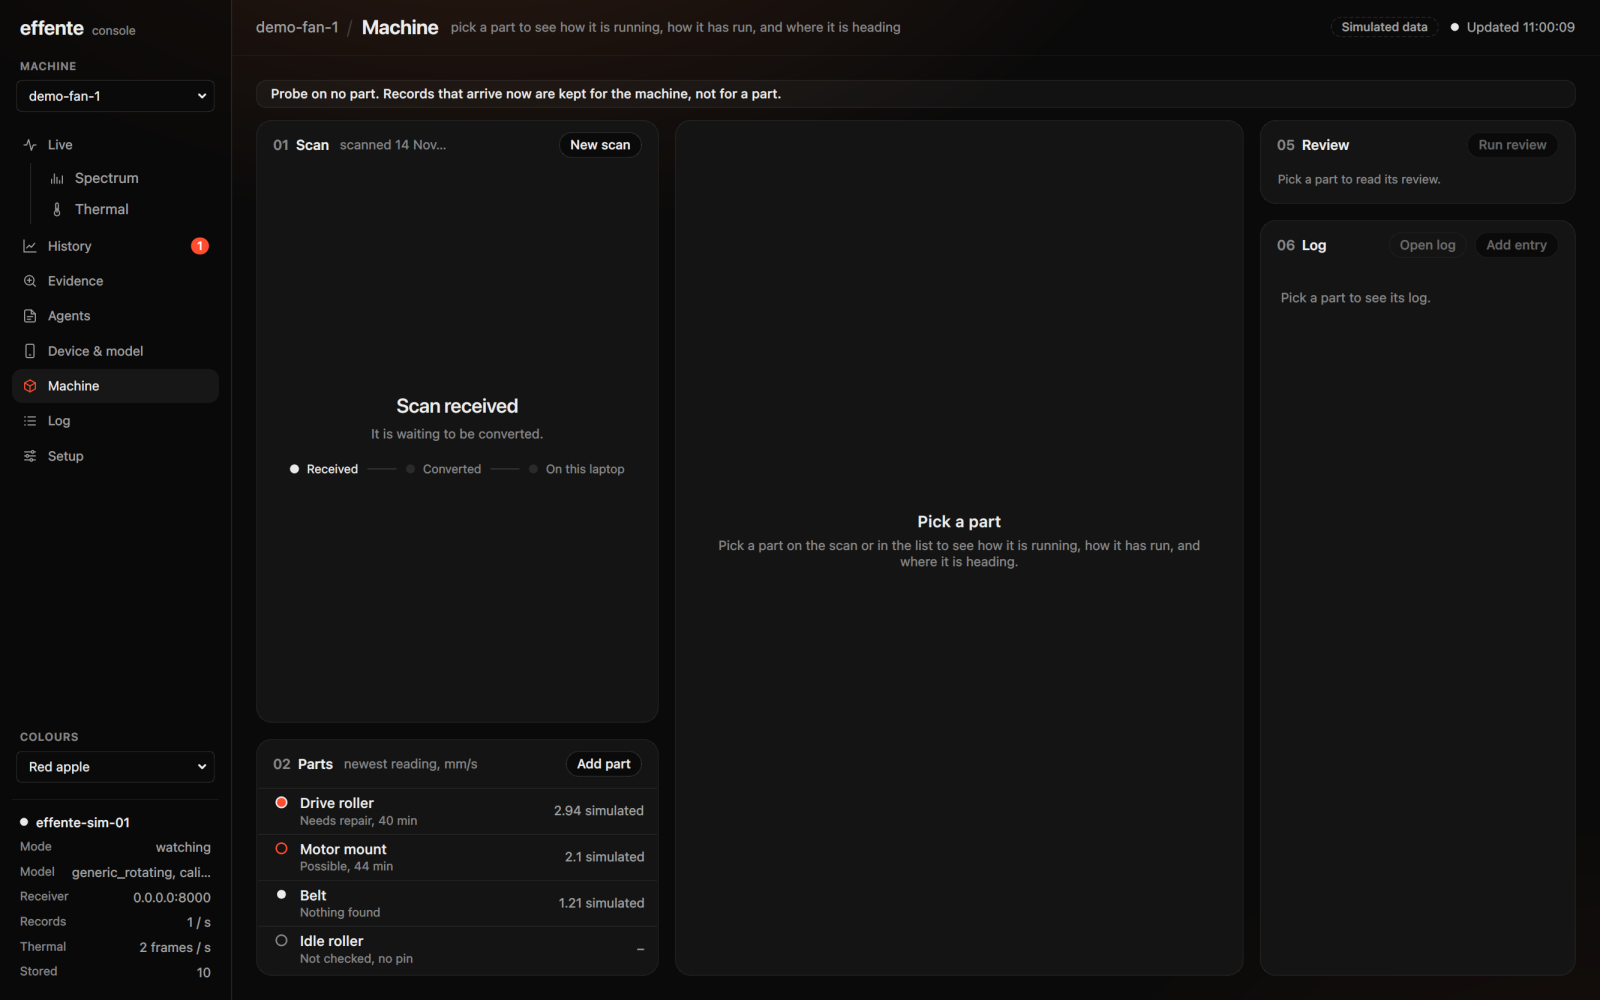 effente console
MACHINE
demo-fan-1
Live
Spectrum
Thermal
History 1
Evidence
Agents
Device & model
Machine
Log
Setup
COLOURS
Red apple
effente-sim-01
Mode watching
Model generic_rotating, cali...
Receiver 0.0.0.0:8000
Records 1 / s
Thermal 2 frames / s
Stored 10
demo-fan-1 / Machine pick a part to see how it is running, how it has run, and where it is heading
Simulated data Updated 11:00:09
Probe on no part. Records that arrive now are kept for the machine, not for a part.
01 Scan scanned 14 Nov... New scan
Scan received
It is waiting to be converted.
Received Converted On this laptop
02 Parts newest reading, mm/s Add part
Drive roller 2.94 simulated
Needs repair, 40 min
Motor mount 2.1 simulated
Possible, 44 min
Belt 1.21 simulated
Nothing found
Idle roller –
Not checked, no pin
Pick a part
Pick a part on the scan or in the list to see how it is running, how it has run, and
where it is heading.
05 Review Run review
Pick a part to read its review.
06 Log Open log Add entry
Pick a part to see its log.